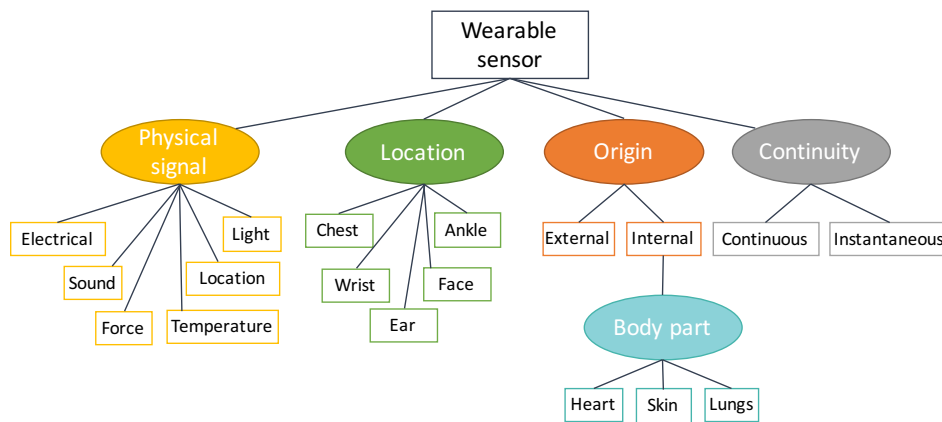 Wearable
sensor
Physical
signal
Location
Origin
Continuity
Electrical
Sound
Force
Temperature
Location
Light
Chest
Wrist
Ear
Face
Ankle
External
Internal
Continuous
Instantaneous
Body part
Heart
Skin
Lungs